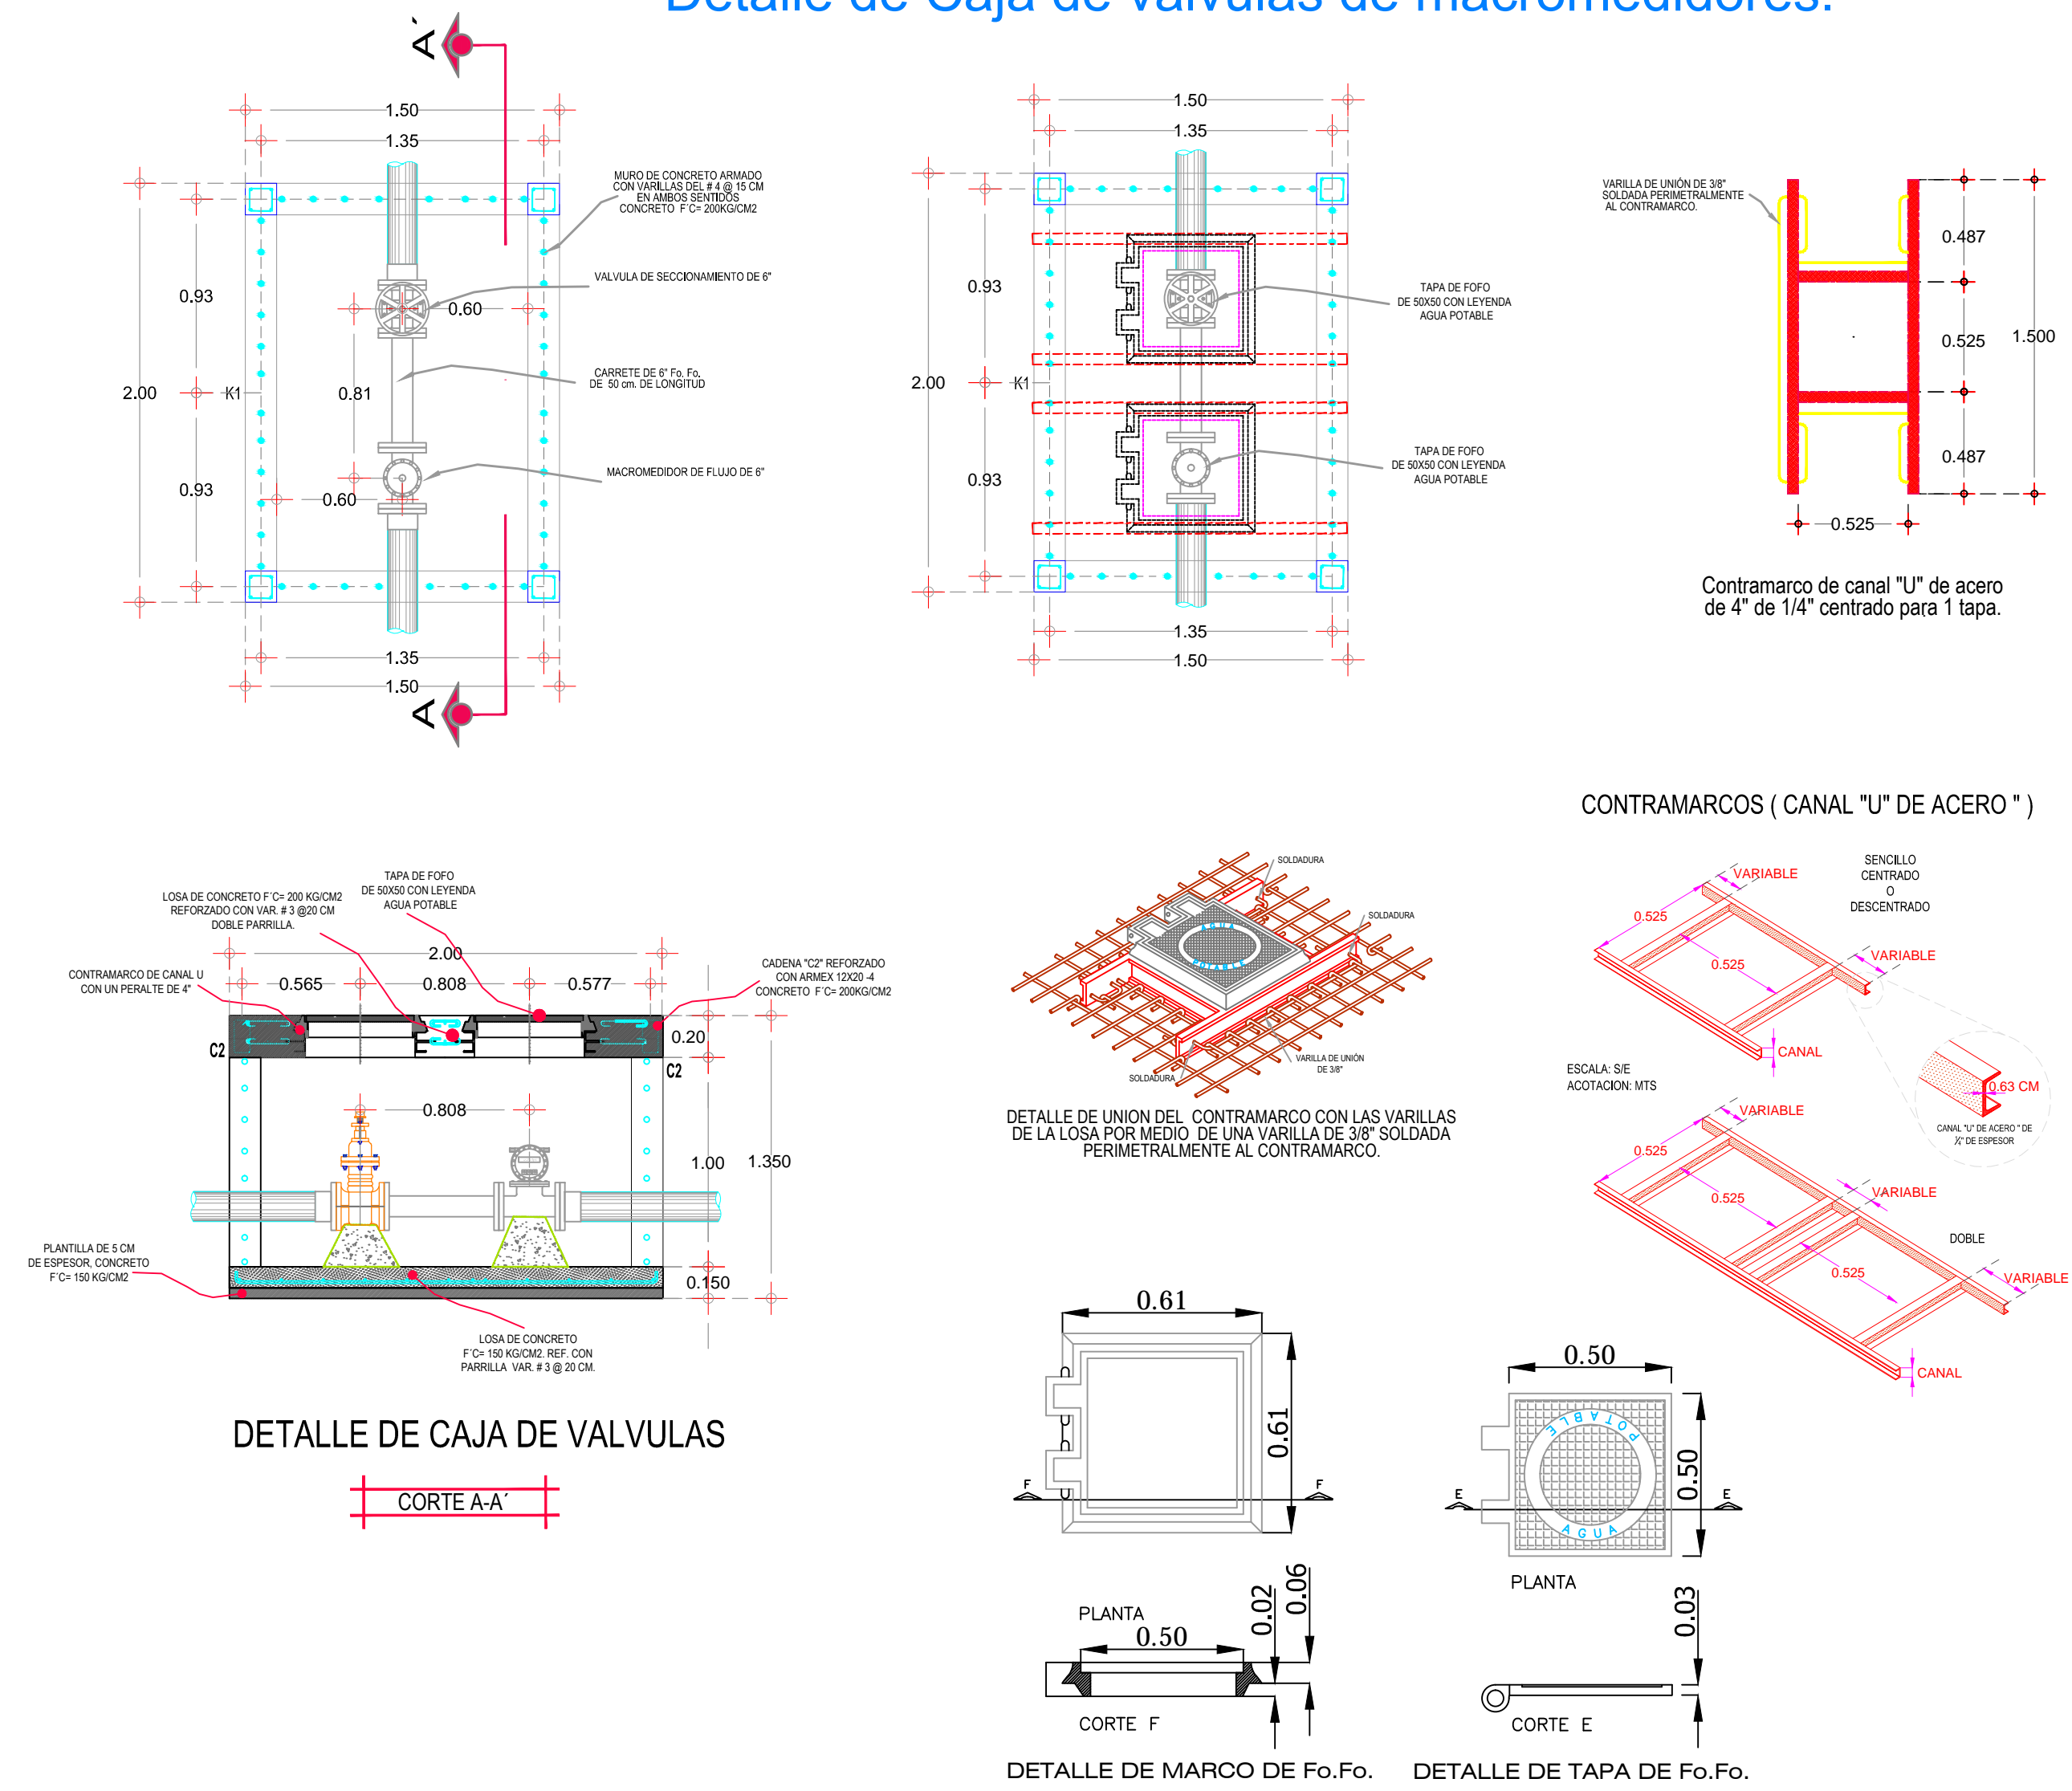 Detalle de Caja de valvulas de macromedidores.
A´
1.50
1.35
MURO DE CONCRETO ARMADO
CON VARILLAS DEL # 4 @ 15 CM
EN AMBOS SENTIDOS
CONCRETO F´C= 200KG/CM2
VALVULA DE SECCIONAMIENTO DE 6"
0.93
0.60
CARRETE DE 6" Fo. Fo.
DE 50 cm. DE LONGITUD
2.00
K1
0.81
MACROMEDIDOR DE FLUJO DE 6"
0.93
0.60
1.35
1.50
A
1.50
1.35
0.93
TAPA DE FOFO
DE 50X50 CON LEYENDA
AGUA POTABLE
2.00
K1
TAPA DE FOFO
DE 50X50 CON LEYENDA
AGUA POTABLE
0.93
1.35
1.50
VARILLA DE UNIÓN DE 3/8"
SOLDADA PERIMETRALMENTE
AL CONTRAMARCO.
0.487
0.525
1.500
0.487
0.525
Contramarco de canal "U" de acero
de 4" de 1/4" centrado para 1 tapa.
TAPA DE FOFO
DE 50X50 CON LEYENDA
AGUA POTABLE
LOSA DE CONCRETO F´C= 200 KG/CM2
REFORZADO CON VAR. # 3 @20 CM
DOBLE PARRILLA.
2.00
CONTRAMARCO DE CANAL U
CON UN PERALTE DE 4"
CADENA "C2" REFORZADO
CON ARMEX 12X20 -4
CONCRETO F´C= 200KG/CM2
0.565
0.808
0.577
0.20
C2
C2
0.808
1.00
1.350
PLANTILLA DE 5 CM
DE ESPESOR, CONCRETO
F´C= 150 KG/CM2
0.150
LOSA DE CONCRETO
F´C= 150 KG/CM2. REF. CON
PARRILLA VAR. # 3 @ 20 CM.
DETALLE DE CAJA DE VALVULAS
CORTE A-A´
SOLDADURA
SOLDADURA
AGUA
POTABLE
VARILLA DE UNIÓN
DE 3/8"
SOLDADURA
DETALLE DE UNION DEL CONTRAMARCO CON LAS VARILLAS
DE LA LOSA POR MEDIO DE UNA VARILLA DE 3/8" SOLDADA
PERIMETRALMENTE AL CONTRAMARCO.
CONTRAMARCOS ( CANAL "U" DE ACERO " )
SENCILLO
CENTRADO
O
DESCENTRADO
VARIABLE
0.525
0.525
VARIABLE
CANAL
ESCALA: S/E
ACOTACION: MTS
0.63 CM
CANAL "U" DE ACERO " DE
¼" DE ESPESOR
VARIABLE
0.525
0.525
VARIABLE
DOBLE
0.525
VARIABLE
CANAL
0.61
0.61
F
F
PLANTA
0.50
0.02
0.06
CORTE F
DETALLE DE MARCO DE Fo.Fo.
0.50
POTABLE
AGUA
0.50
E
E
PLANTA
0.03
CORTE E
DETALLE DE TAPA DE Fo.Fo.